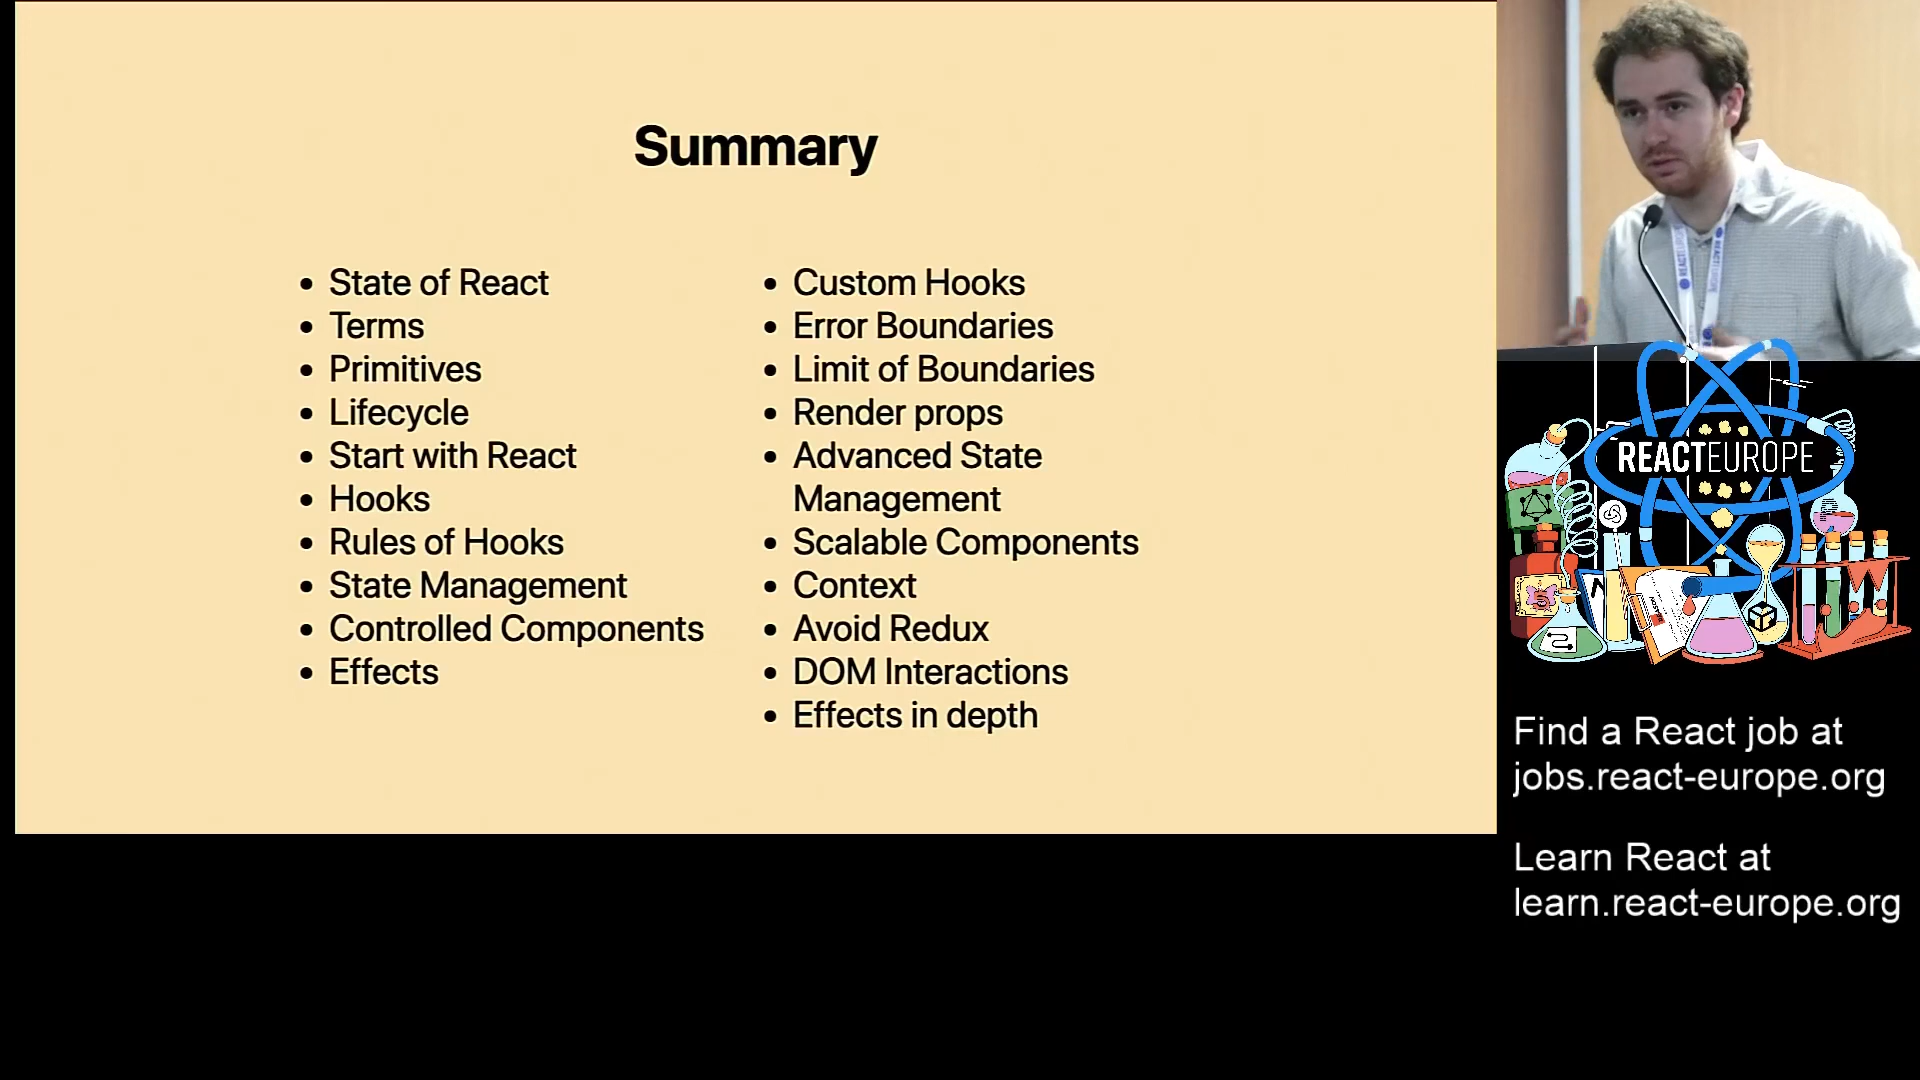 Summary
State of React
Terms
Primitives
Lifecycle
Start with React
Hooks
Rules of Hooks
State Management
Controlled Components
Effects
Custom Hooks
Error Boundaries
Limit of Boundaries
Render props
Advanced State
Management
Scalable Components
Context
Avoid Redux
DOM Interactions
Effects in depth
REACTEUROPE
Find a React job at
jobs.react-europe.org
Learn React at
learn.react-europe.org